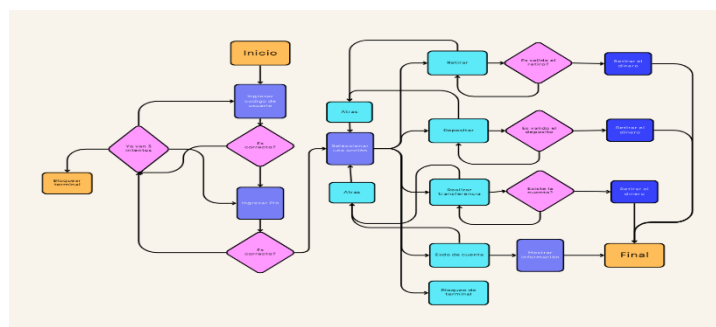 Inicio
Ingresar
código de
usuario
Es
correcto?
Ya van 3
intentos
Bloquear
terminal
Ingresar Pin
Es
correcto?
Atras
Seleccionar
una acción
Atras
Retirar
Es valido el
retiro?
Retirar el
dinero
Depositar
Es valido el
deposito
Retirar el
dinero
Realizar
transferencia
Existe la
cuenta?
Retirar el
dinero
de cuenta
Mostrar
información
Final
Bloqueo de
terminal